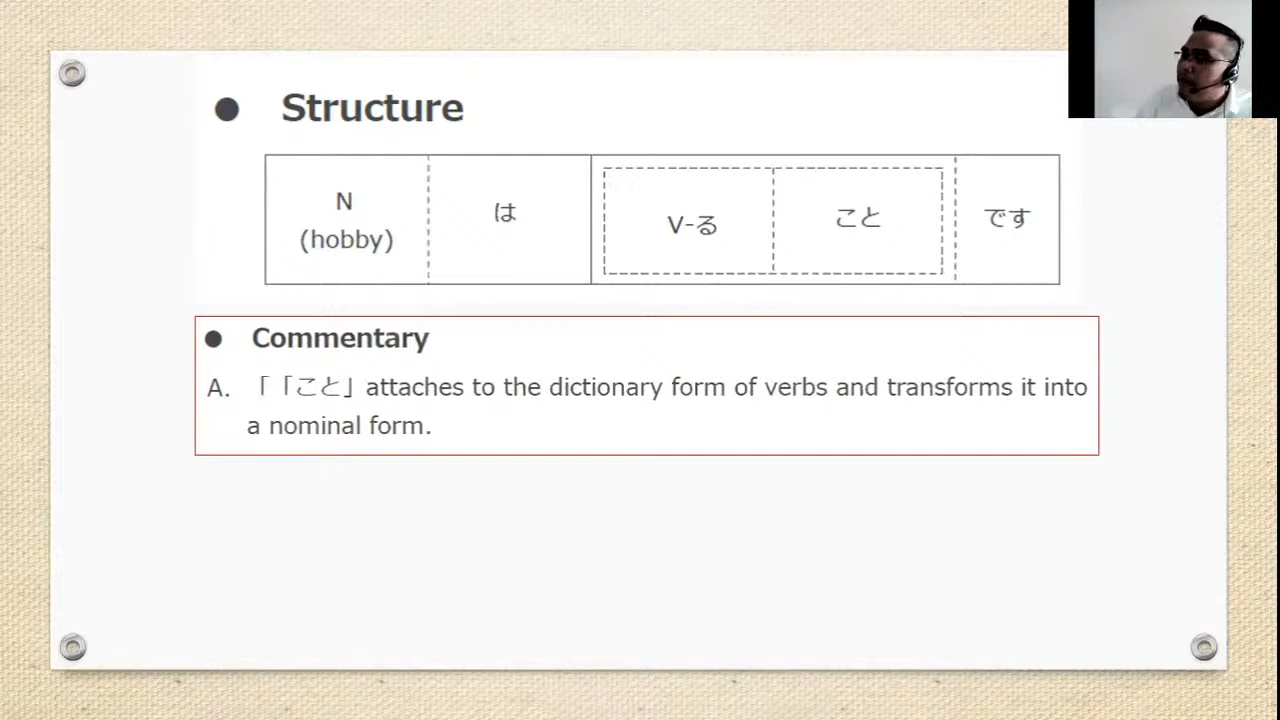 ● Structure
N
(hobby)
は
V-る
こと
です
● Commentary
A. 「「こと」attaches to the dictionary form of verbs and transforms it into
a nominal form.